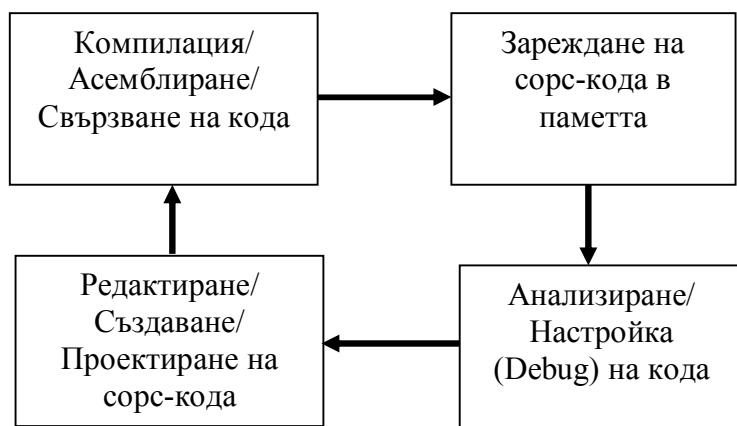 Компилация/
Асемблиране/
Свързване на кода
Зареждане на
сорс-кода в
паметта
Редактиране/
Създаване/
Проектиране на
сорс-кода
Анализиране/
Настройка
(Debug) на кода